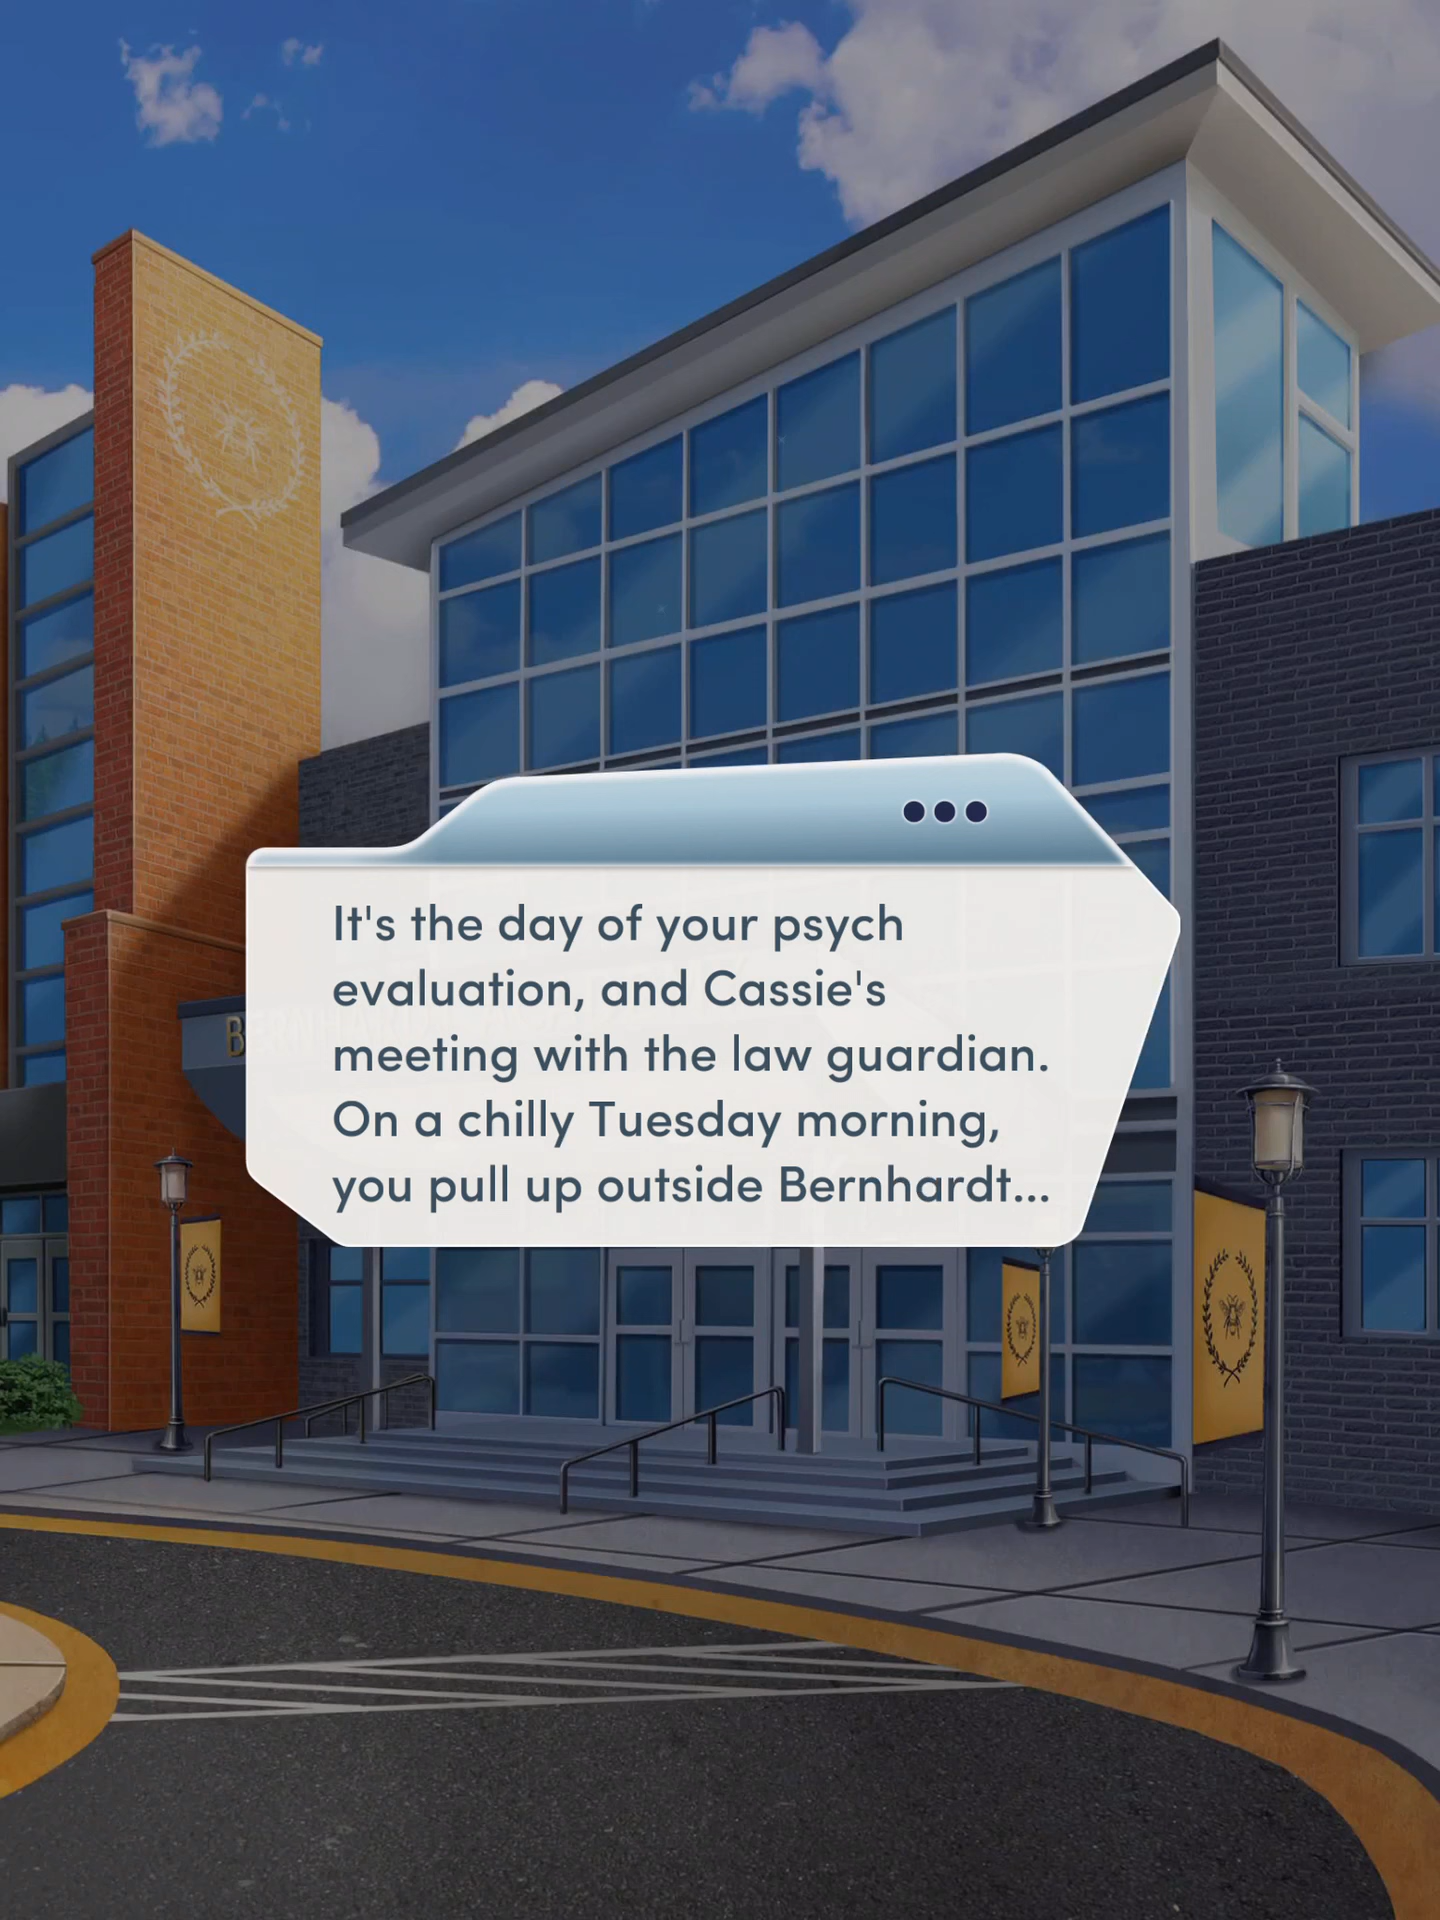 It's the day of your psych
evaluation, and Cassie's
meeting with the law guardian.
On a chilly Tuesday morning,
you pull up outside Bernhardt...